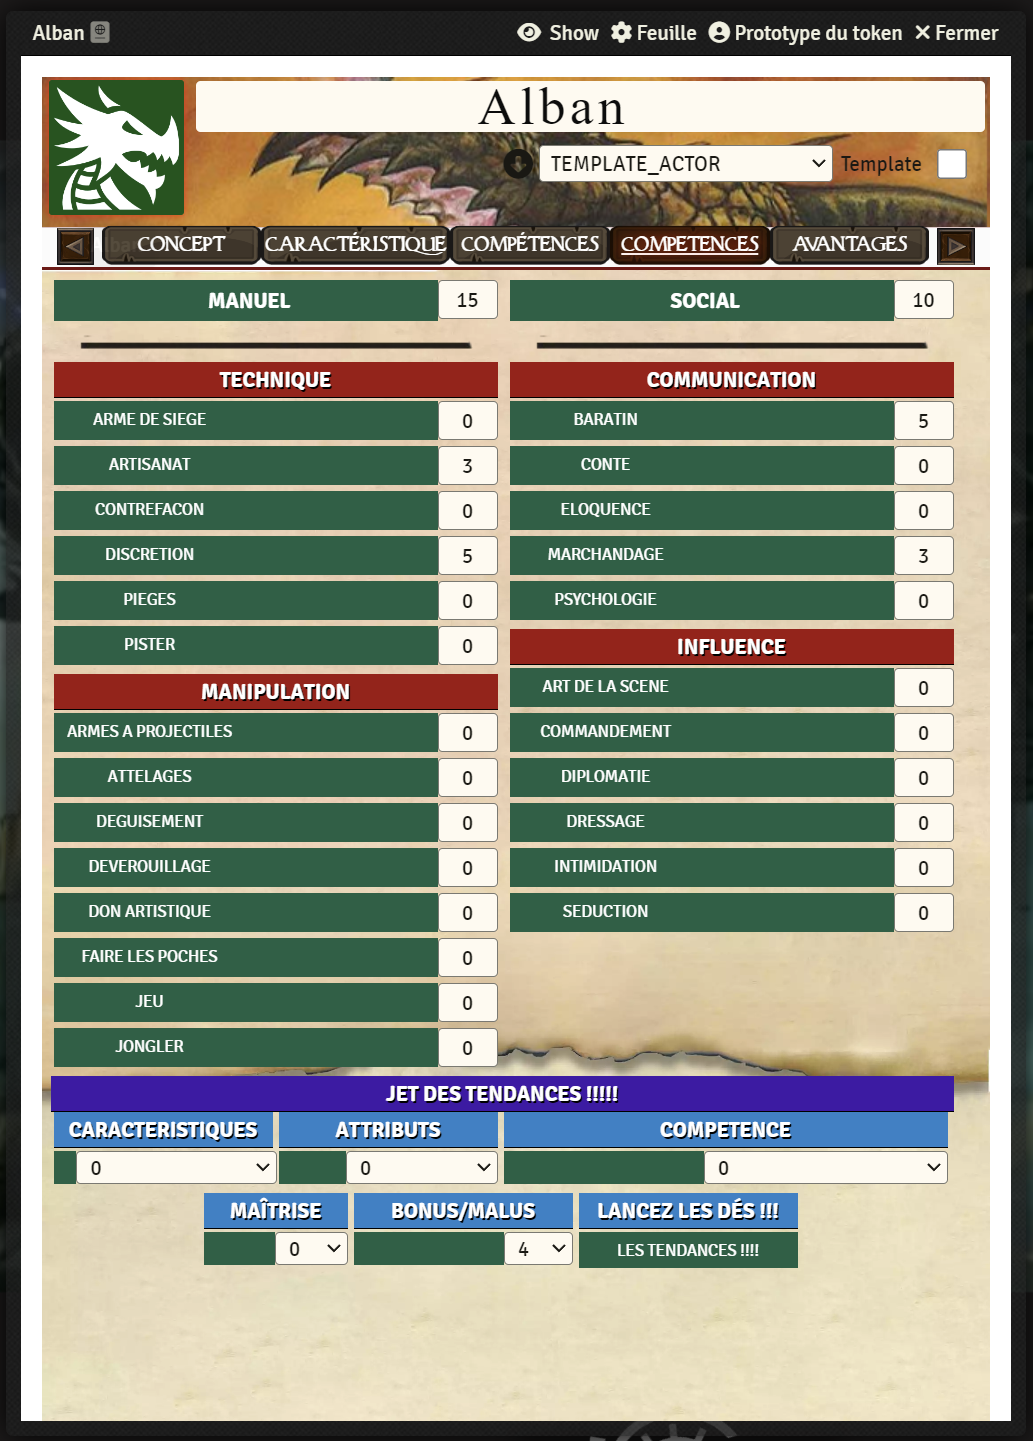 Alban
Show Feuille Prototype du token Fermer
Alban
TEMPLATE_ACTOR Template
CONCEPT CARACTÉRISTIQUE COMPÉTENCES COMPETENCES AVANTAGES
MANUEL 15 SOCIAL 10
TECHNIQUE COMMUNICATION
ARME DE SIEGE 0 BARATIN 5
ARTISANAT 3 CONTE 0
CONTREFACON 0 ELOQUENCE 0
DISCRETION 5 MARCHANDAGE 3
PIEGES 0 PSYCHOLOGIE 0
PISTER 0 INFLUENCE
MANIPULATION ART DE LA SCENE 0
ARMES A PROJECTILES 0 COMMANDEMENT 0
ATTELAGES 0 DIPLOMATIE 0
DEGUISEMENT 0 DRESSAGE 0
DEVEROUILLAGE 0 INTIMIDATION 0
DON ARTISTIQUE 0 SEDUCTION 0
FAIRE LES POCHES 0
JEU 0
JONGLER 0
JET DES TENDANCES !!!!!
CARACTERISTIQUES ATTRIBUTS COMPETENCE
0 0 0
MAÎTRISE BONUS/MALUS LANCEZ LES DÉS !!!
0 4 LES TENDANCES !!!!